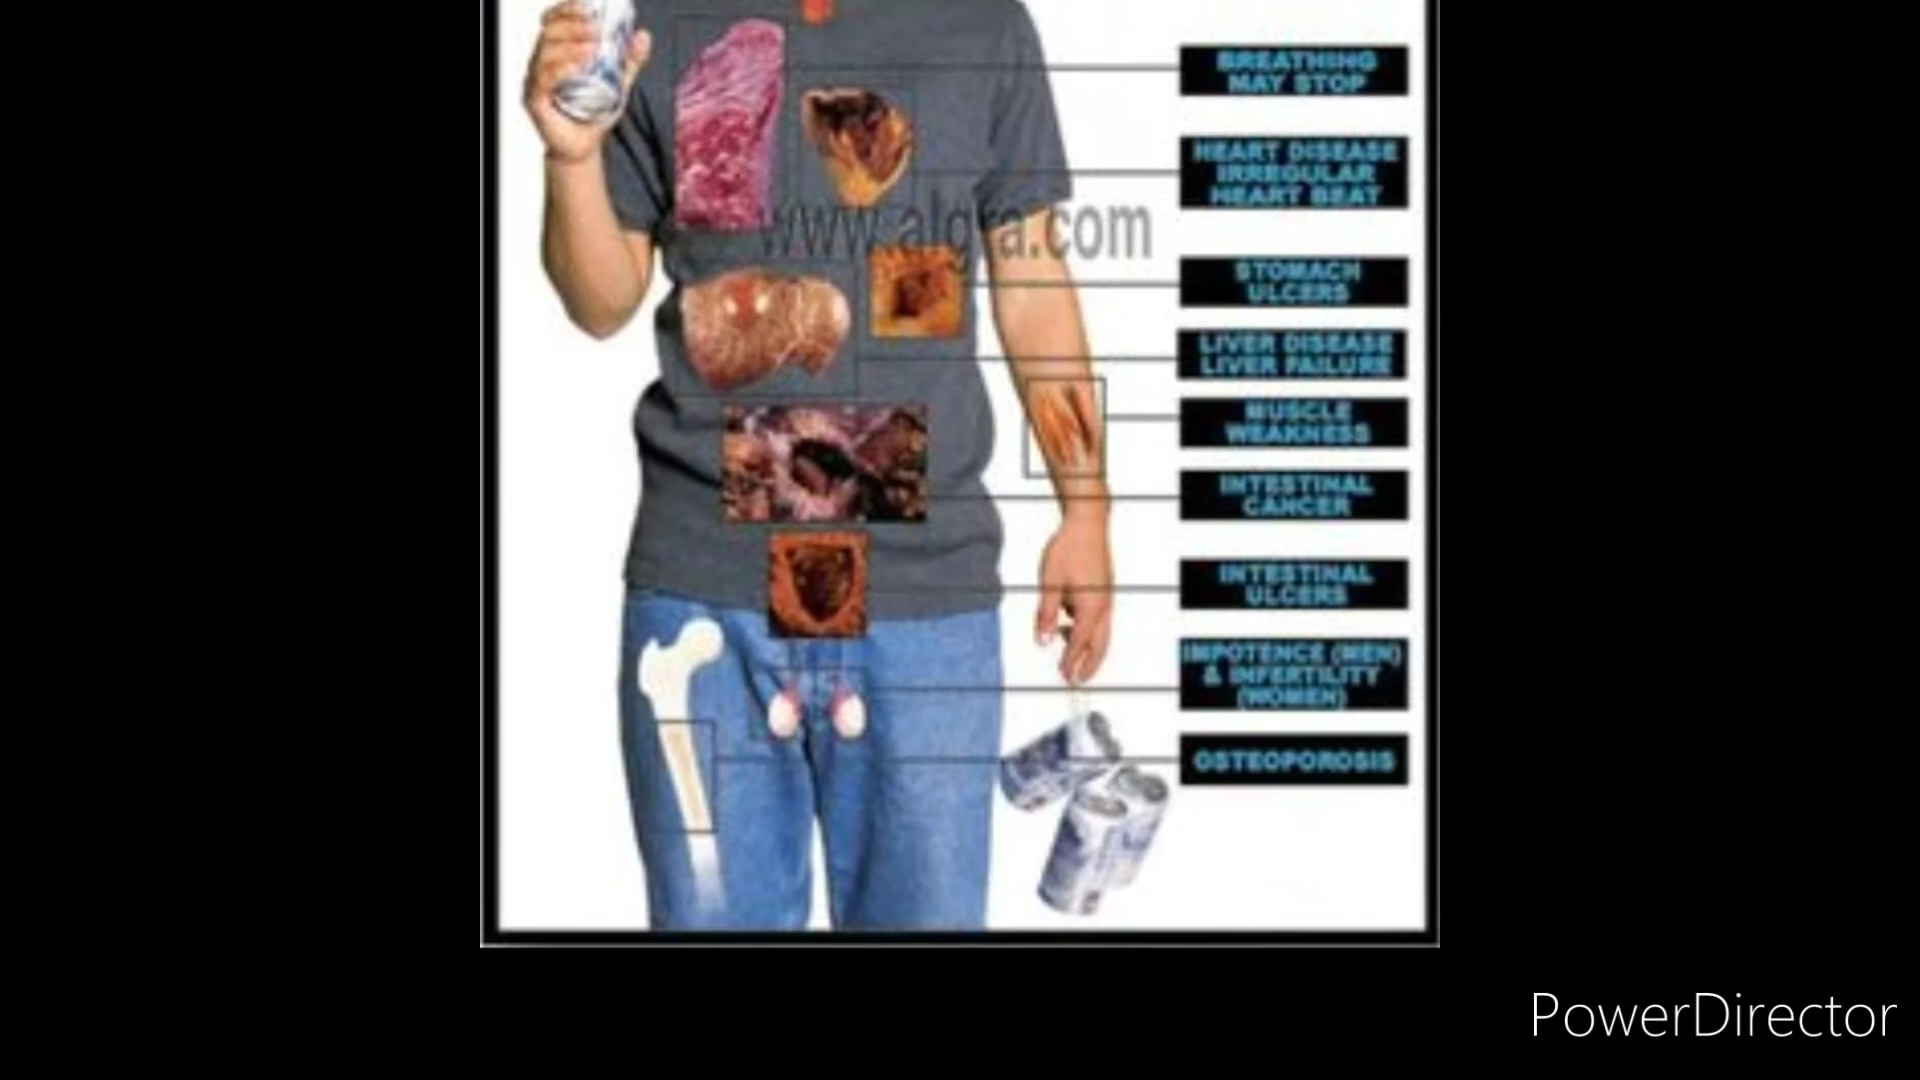 BREATHING
MAY STOP
HEART DISEASE
IRREGULAR
HEART BEAT
www.algra.com
STOMACH
ULCERS
LIVER DISEASE
LIVER FAILURE
MUSCLE
WEAKNESS
INTESTINAL
CANCER
INTESTINAL
ULCERS
IMPOTENCE (MEN)
& INFERTILITY
(WOMEN)
OSTEOPOROSIS
PowerDirector